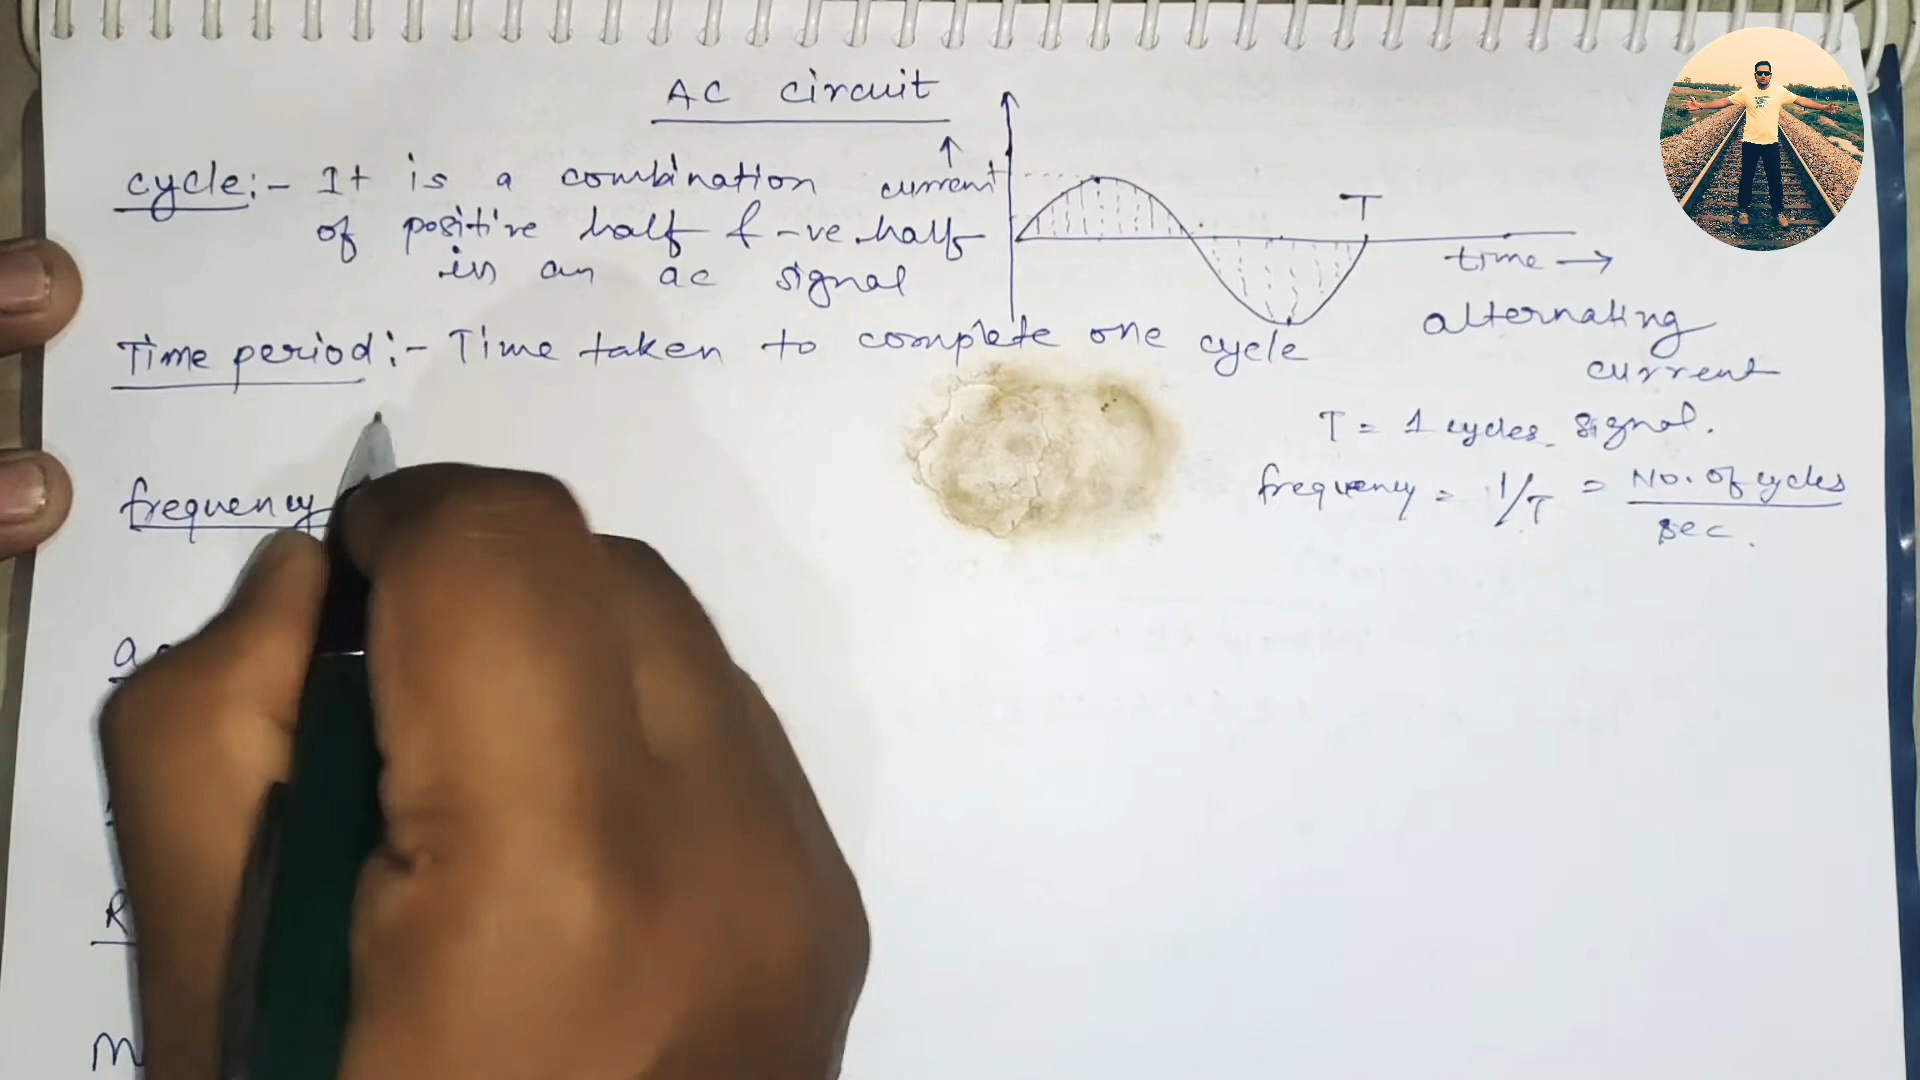 AC circuit
cycle:- It is a combination
of positive half & -ve half
in an ac signal
↑
current
T
time →
alternating
current
Time period:- Time taken to complete one cycle
T = 1 cycles signal.
frequency = 1/T = No. of cycles
sec.
frequency
a
R
M